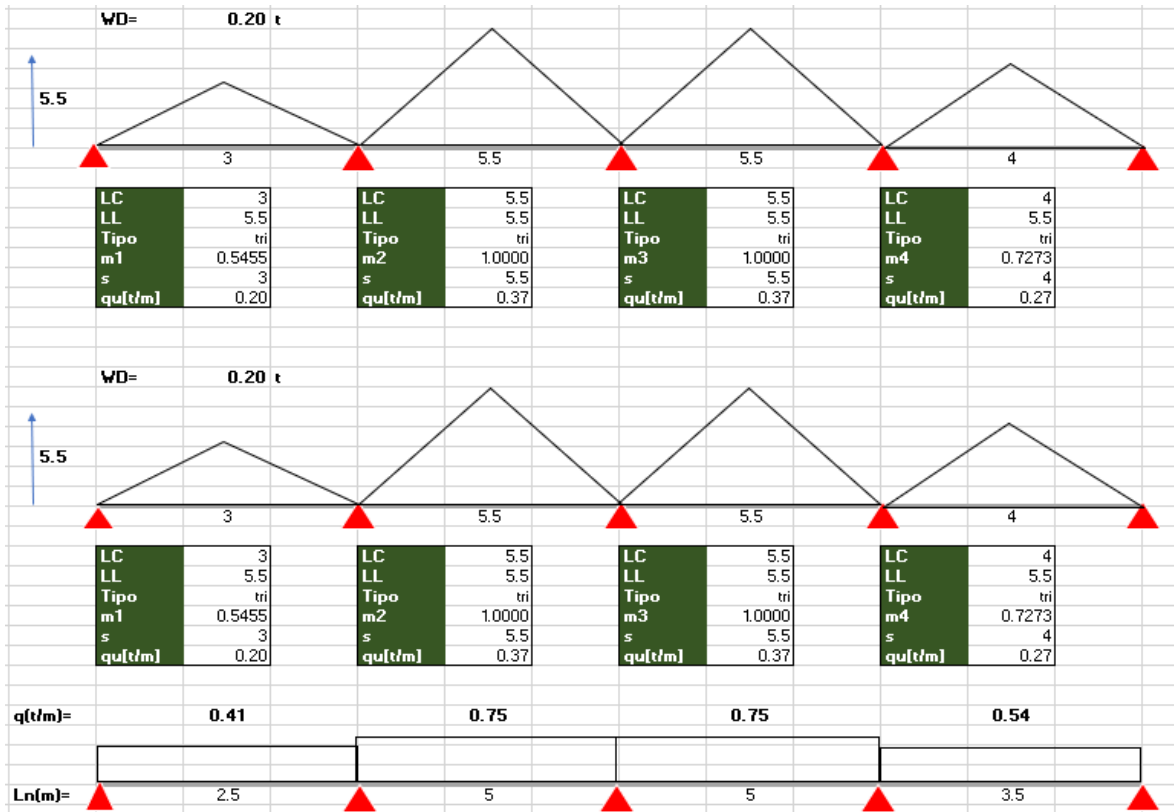 WD= 0.20 t
5.5
3 5.5 5.5 4
LC 3 LC 5.5 LC 5.5 LC 4
LL 5.5 LL 5.5 LL 5.5 LL 5.5
Tipo tri Tipo tri Tipo tri Tipo tri
m1 0.5455 m2 1.0000 m3 1.0000 m4 0.7273
s 3 s 5.5 s 5.5 s 4
qu[t/m] 0.20 qu[t/m] 0.37 qu[t/m] 0.37 qu[t/m] 0.27
WD= 0.20 t
5.5
3 5.5 5.5 4
LC 3 LC 5.5 LC 5.5 LC 4
LL 5.5 LL 5.5 LL 5.5 LL 5.5
Tipo tri Tipo tri Tipo tri Tipo tri
m1 0.5455 m2 1.0000 m3 1.0000 m4 0.7273
s 3 s 5.5 s 5.5 s 4
qu[t/m] 0.20 qu[t/m] 0.37 qu[t/m] 0.37 qu[t/m] 0.27
q(t/m)= 0.41 0.75 0.75 0.54
Ln(m)= 2.5 5 5 3.5